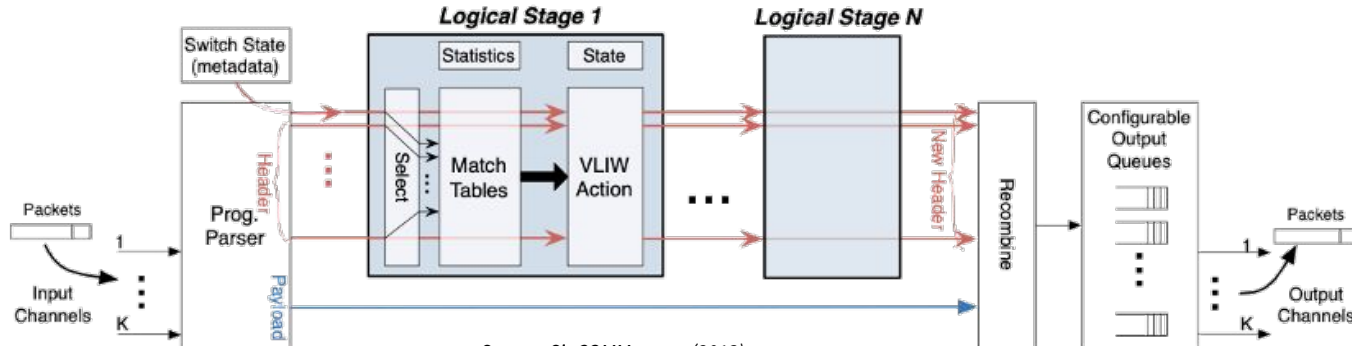 Logical Stage 1
Logical Stage N
Switch State
(metadata)
Statistics
State
Configurable
Output
Queues
Header
Select
Match
Tables
VLIW
Action
New Header
Recombine
Prog.
Parser
Packets
1
Input
Channels
K
Payload
Packets
1
Output
Channels
K